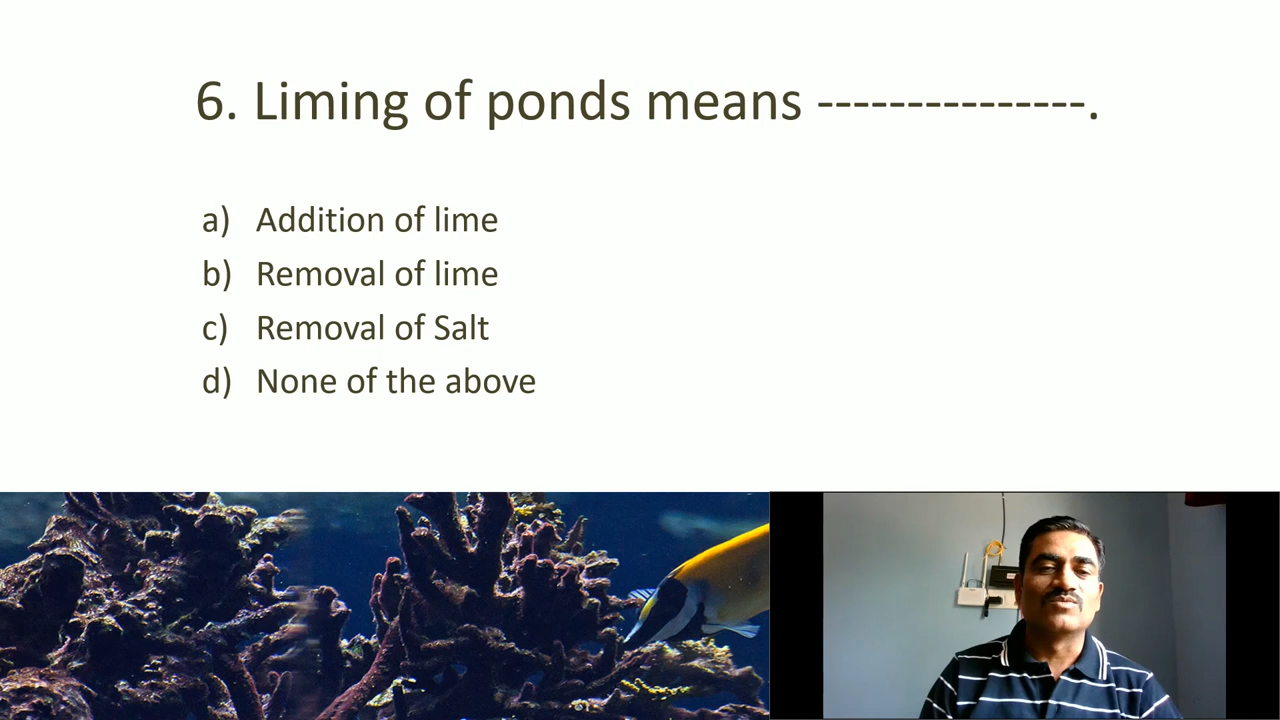 6. Liming of ponds means ---------------.
a) Addition of lime
b) Removal of lime
c) Removal of Salt
d) None of the above